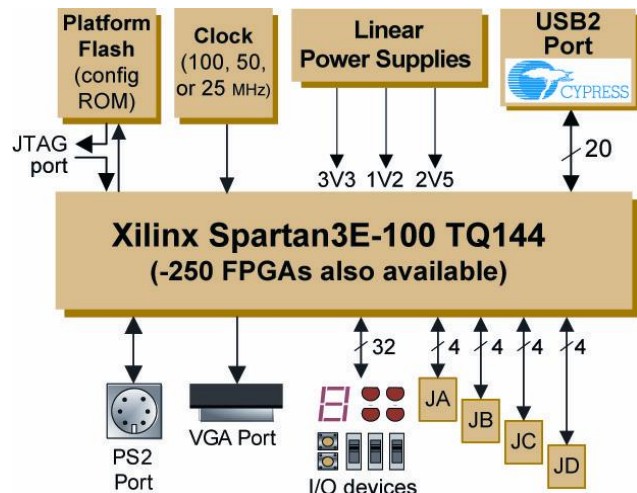 Platform
Flash
(config
ROM)
Clock
(100, 50,
or 25 MHz)
Linear
Power Supplies
USB2
Port
CYPRESS
JTAG
port
3V3
1V2
2V5
20
Xilinx Spartan3E-100 TQ144
(-250 FPGAs also available)
32
4
4
4
4
PS2
Port
VGA Port
I/O devices
JA
JB
JC
JD